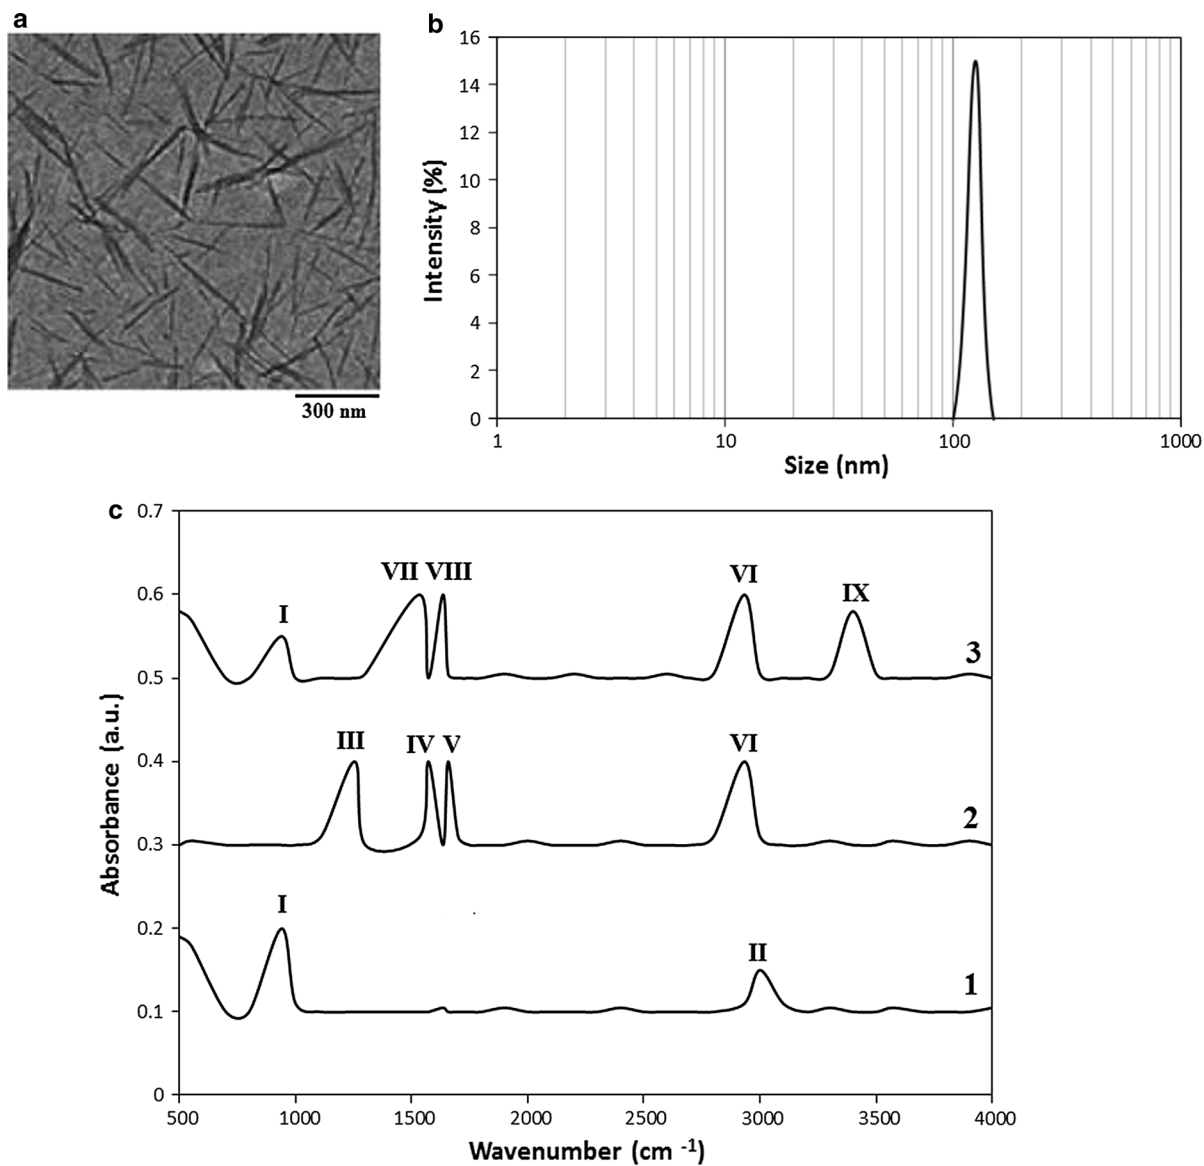 a
300 nm
b
16
14
12
10
8
6
4
2
0
Intensity (%)
1 10 100 1000
Size (nm)
c
0.7
0.6
0.5
0.4
0.3
0.2
0.1
0
Absorbance (a.u.)
I VII VIII VI IX
3
III IV V VI
2
I II
1
500 1000 1500 2000 2500 3000 3500 4000
Wavenumber (cm -1)